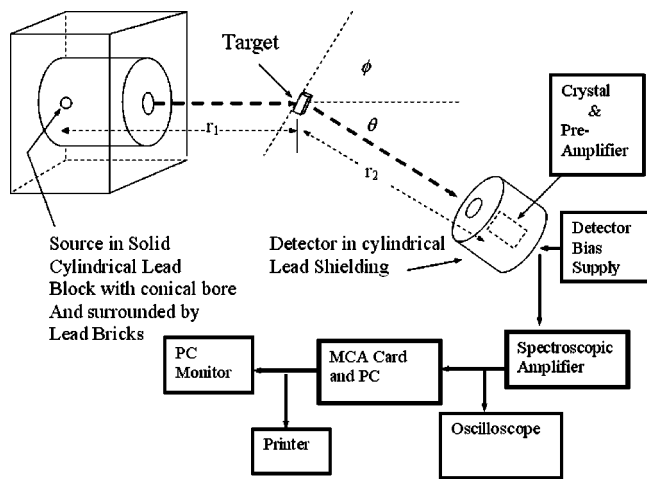 Target
ϕ
θ
r1
r2
Crystal
&
Pre-
Amplifier
Source in Solid
Cylindrical Lead
Block with conical bore
And surrounded by
Lead Bricks
Detector in cylindrical
Lead Shielding
Detector
Bias
Supply
PC
Monitor
MCA Card
and PC
Spectroscopic
Amplifier
Printer
Oscilloscope